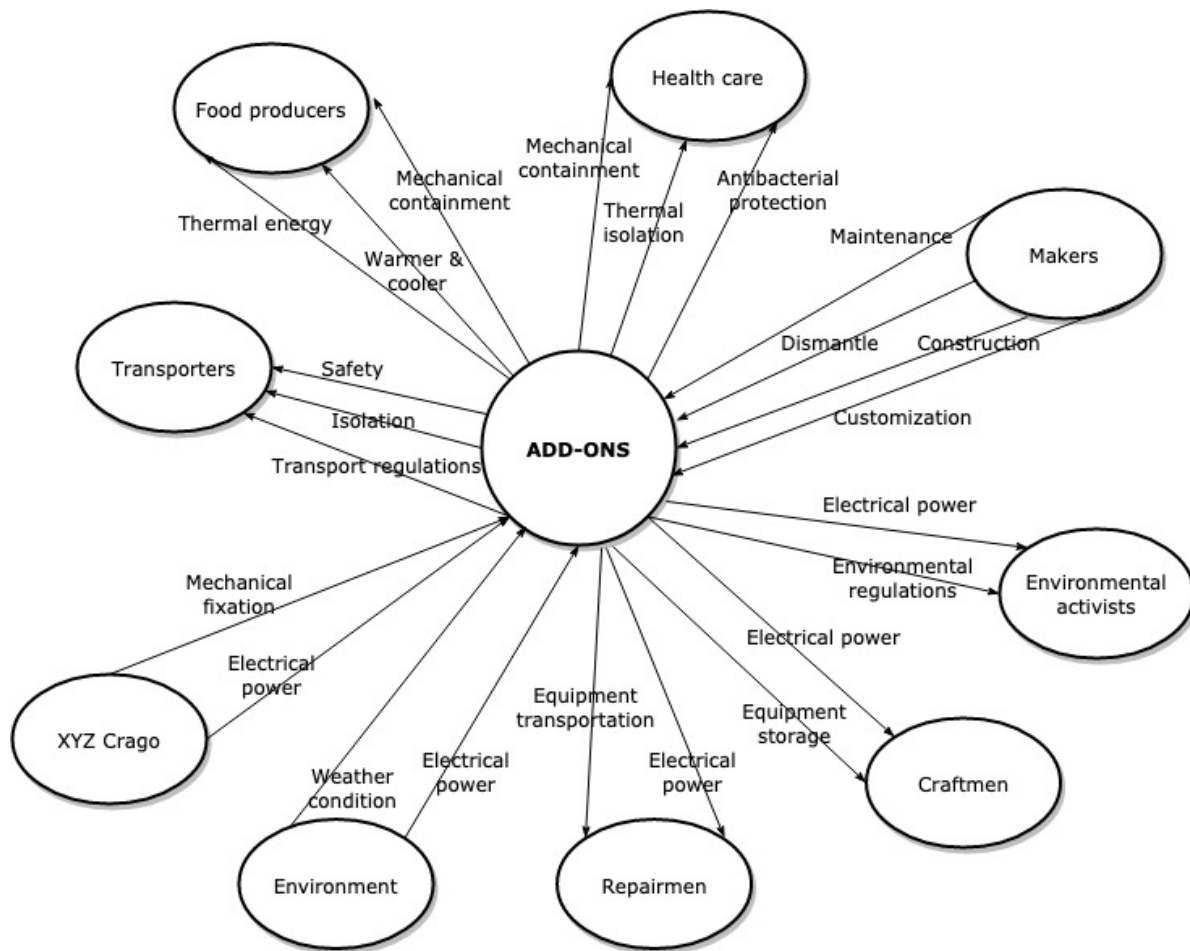 Health care
Food producers
Mechanical
containment
Mechanical
containment
Antibacterial
protection
Thermal
isolation
Thermal energy
Maintenance
Makers
Warmer &
cooler
Dismantle
Construction
Transporters
Safety
Isolation
Customization
ADD-ONS
Transport regulations
Electrical power
Environmental
regulations
Environmental
activists
Mechanical
fixation
Electrical power
Electrical
power
Equipment
transportation
Equipment
storage
XYZ Crago
Weather
condition
Electrical
power
Electrical
power
Craftmen
Environment
Repairmen